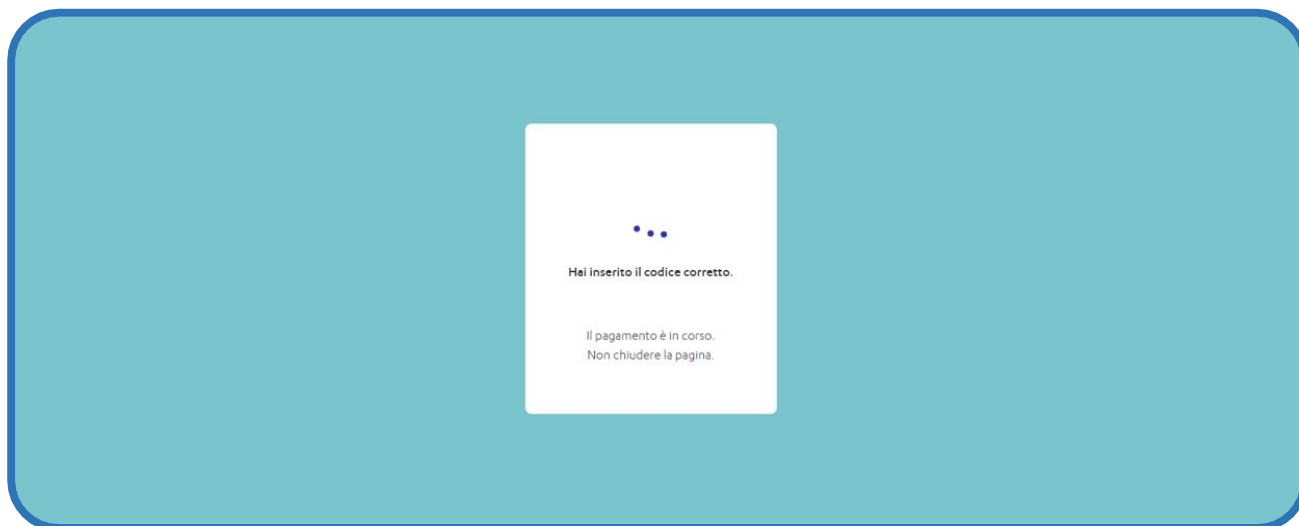 Hai inserito il codice corretto.
Il pagamento è in corso.
Non chiudere la pagina.